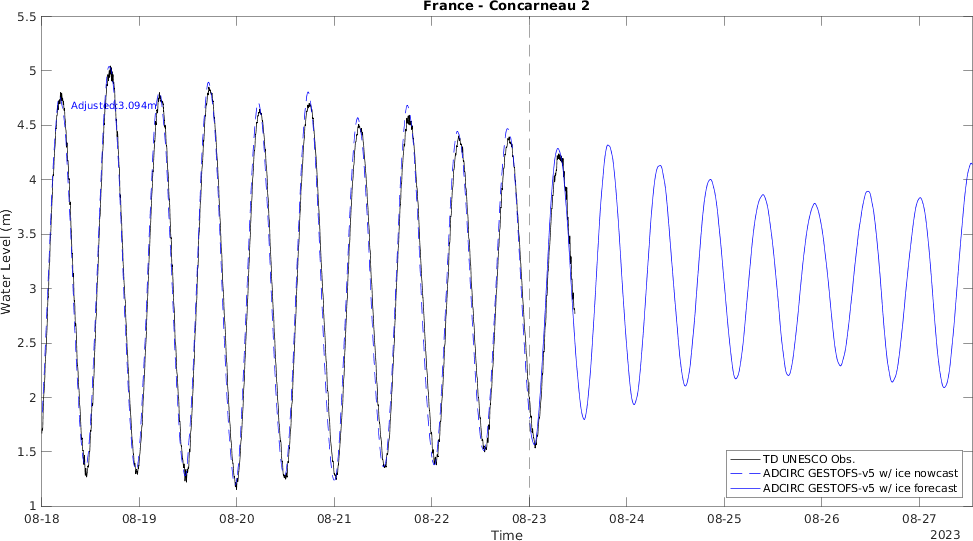 France - Concarneau 2
5.5
5
4.5
4
3.5
3
2.5
2
1.5
1
Water Level (m)
Adjusted:3.094m
TD UNESCO Obs.
ADCIRC GESTOFS-v5 w/ ice nowcast
ADCIRC GESTOFS-v5 w/ ice forecast
08-18 08-19 08-20 08-21 08-22 08-23 08-24 08-25 08-26 08-27
Time
2023